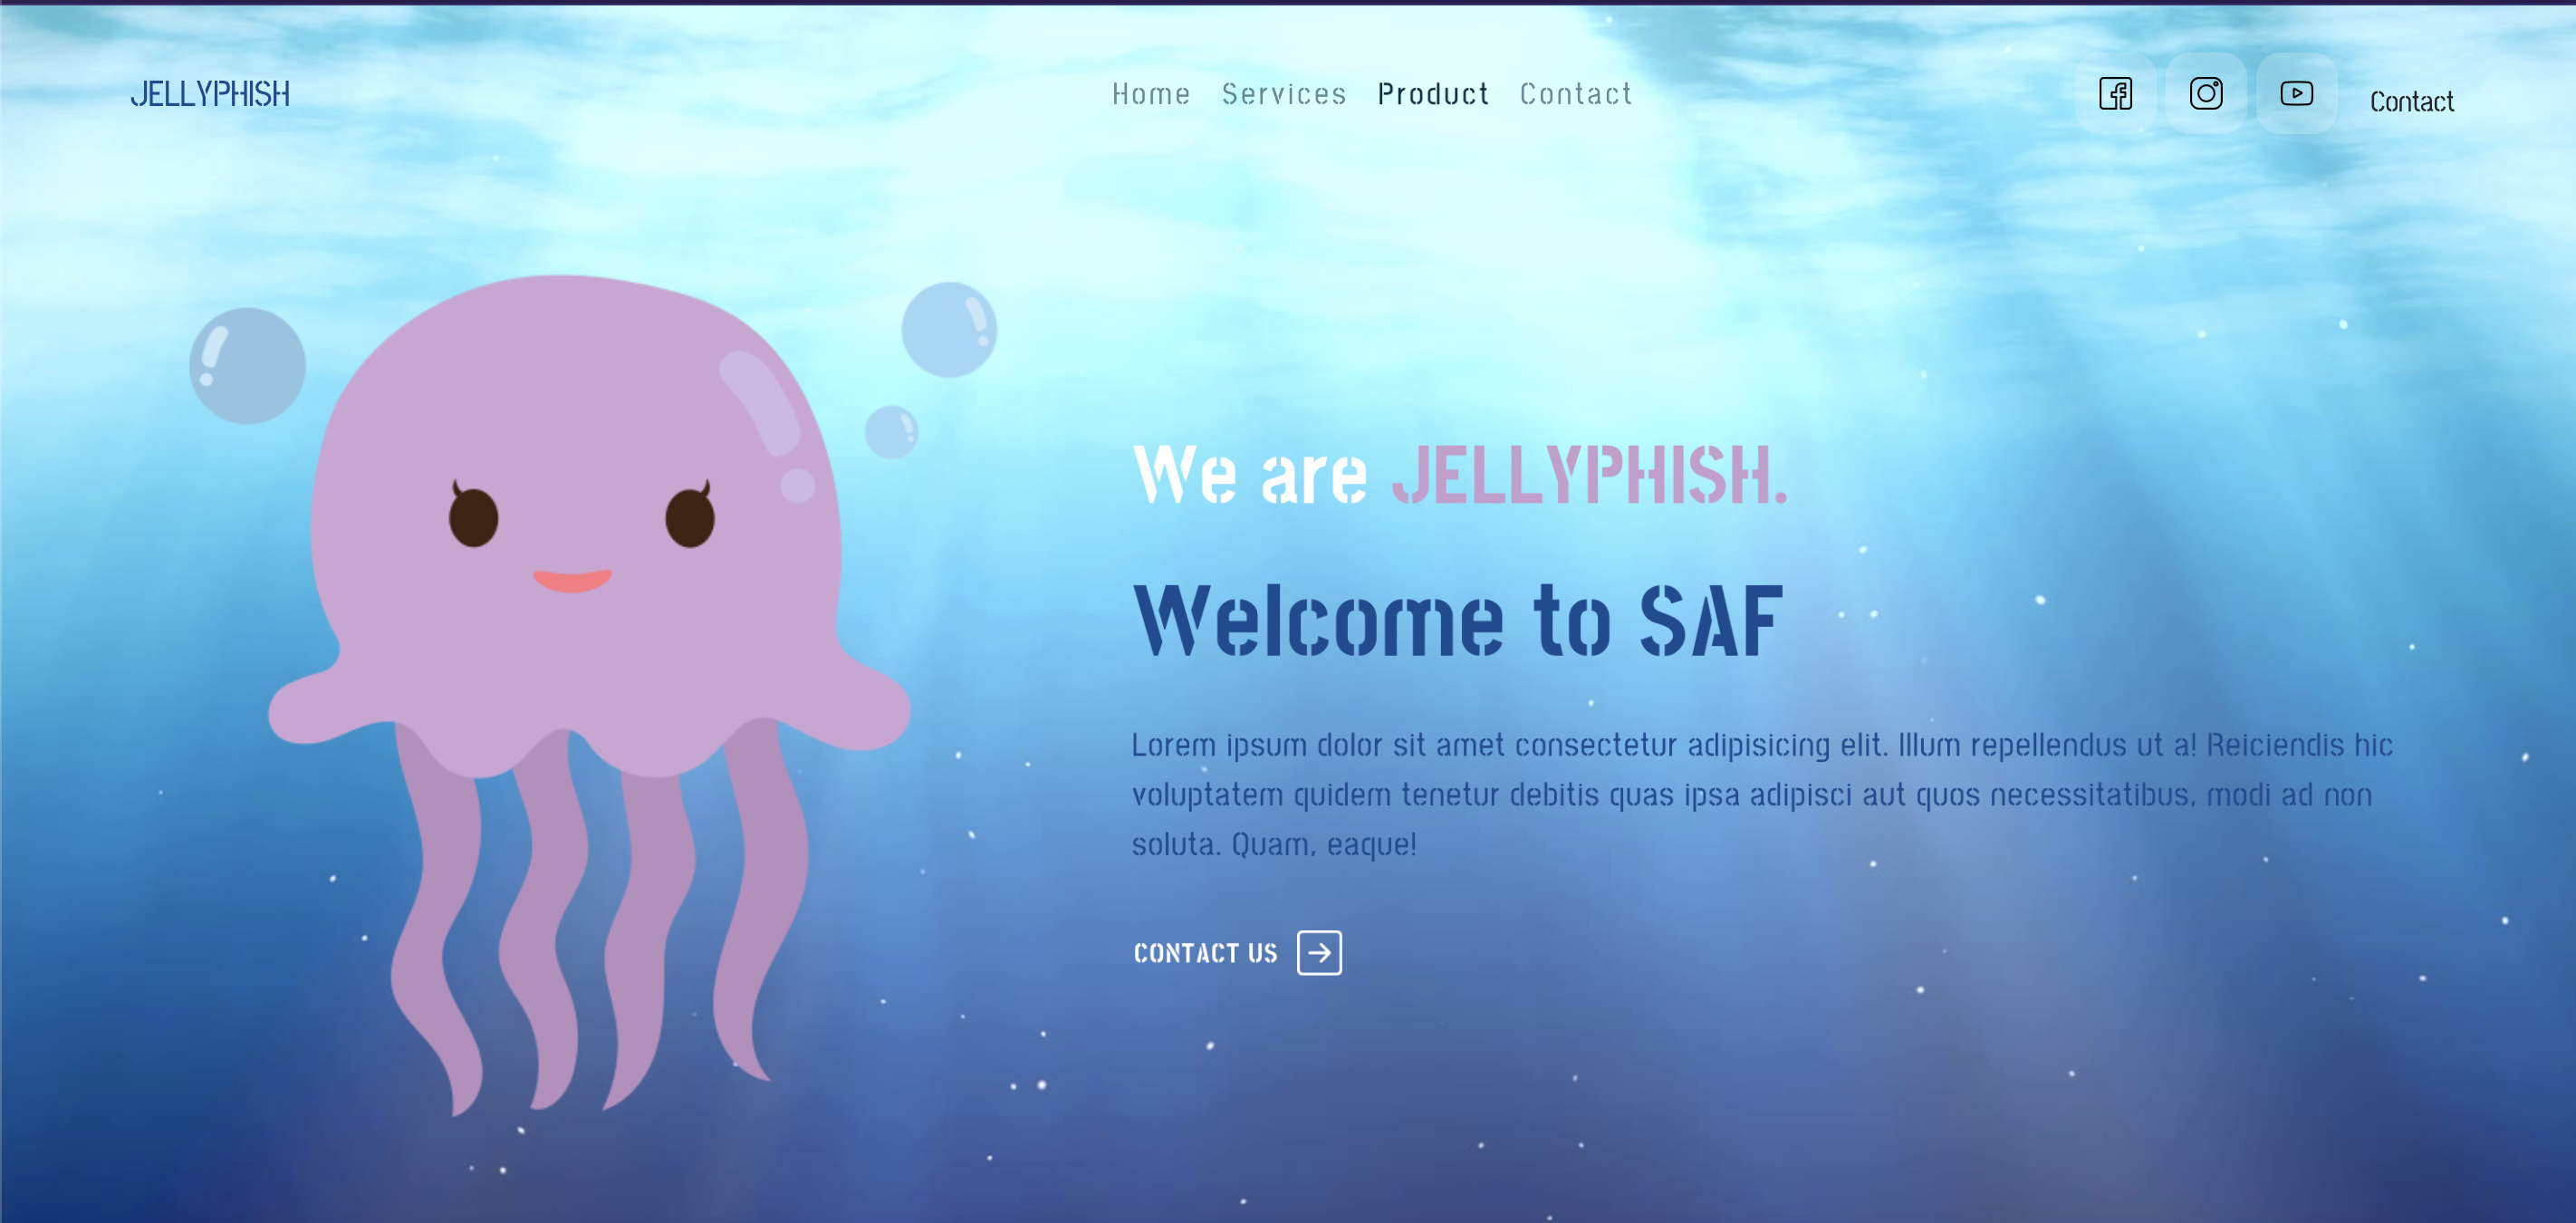 JELLYPHISH
Home Services Product Contact
Contact
We are JELLYPHISH.
Welcome to SAF
Lorem ipsum dolor sit amet consectetur adipisicing elit. Illum repellendus ut a! Reiciendis hic
voluptatem quidem tenetur debitis quas ipsa adipisci aut quos necessitatibus, modi ad non
soluta. Quam, eaque!
CONTACT US